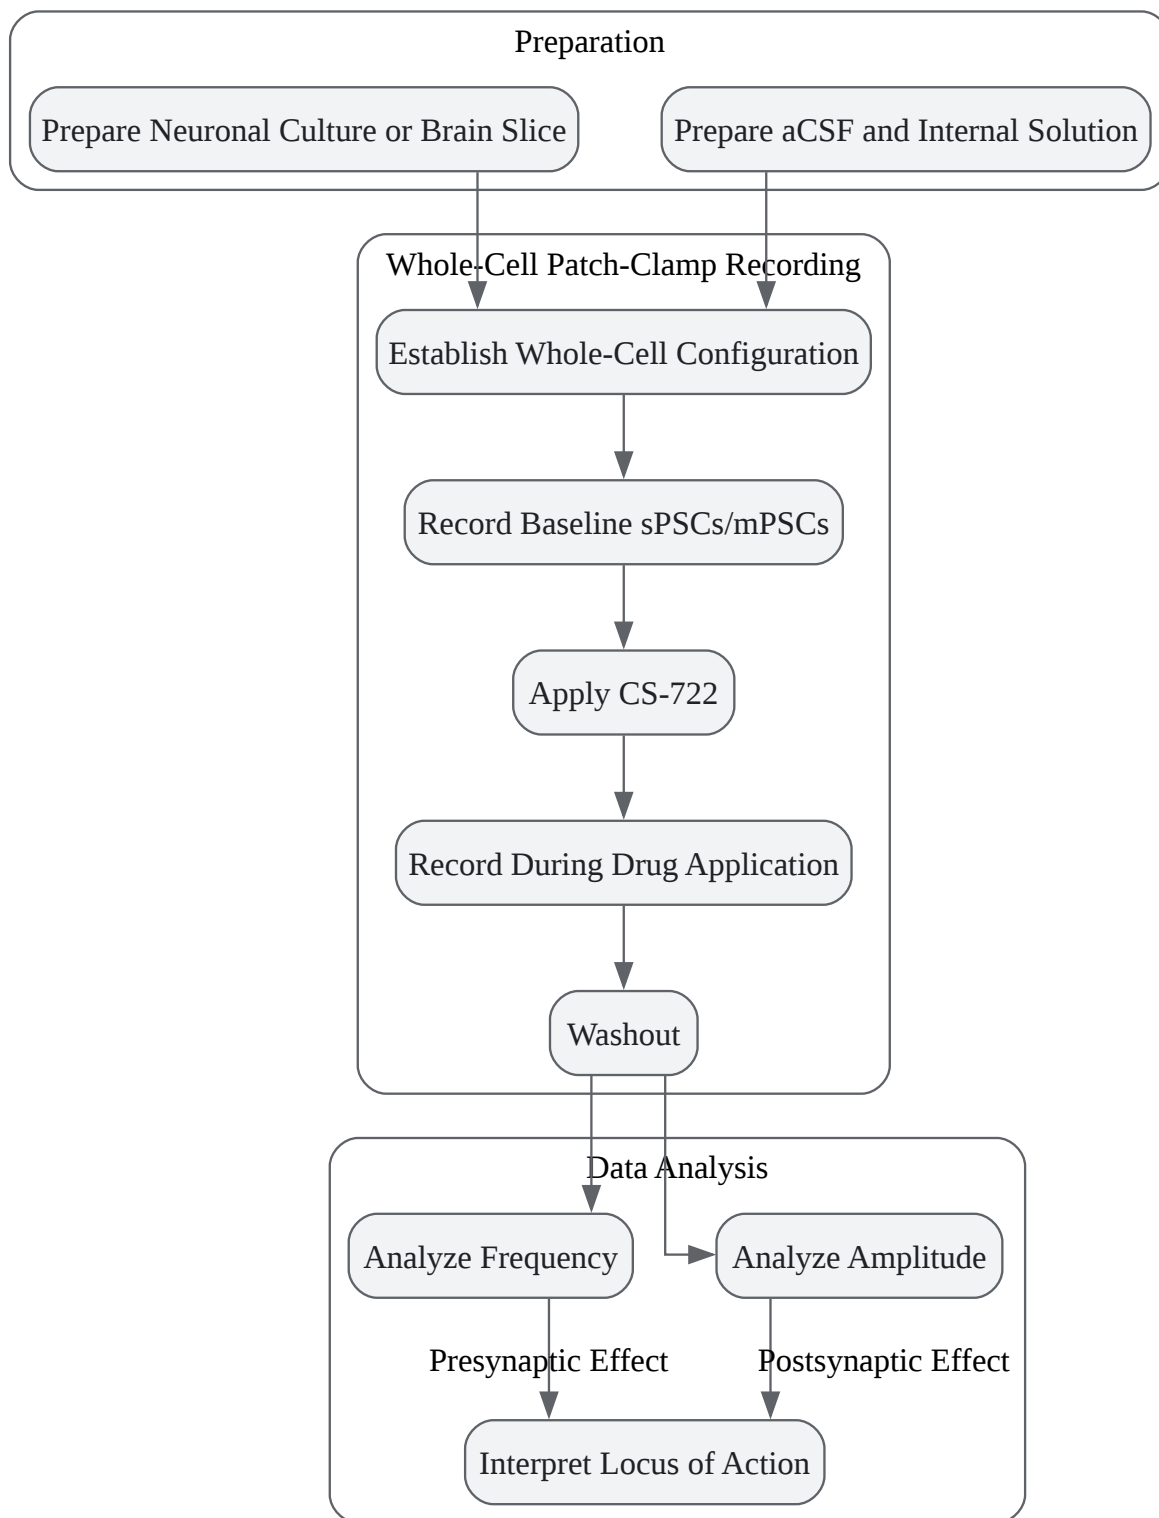 Preparation
Prepare Neuronal Culture or Brain Slice
Prepare aCSF and Internal Solution
Whole-Cell Patch-Clamp Recording
Establish Whole-Cell Configuration
Record Baseline sPSCs/mPSCs
Apply CS-722
Record During Drug Application
Washout
Data Analysis
Analyze Frequency
Analyze Amplitude
Presynaptic Effect
Postsynaptic Effect
Interpret Locus of Action